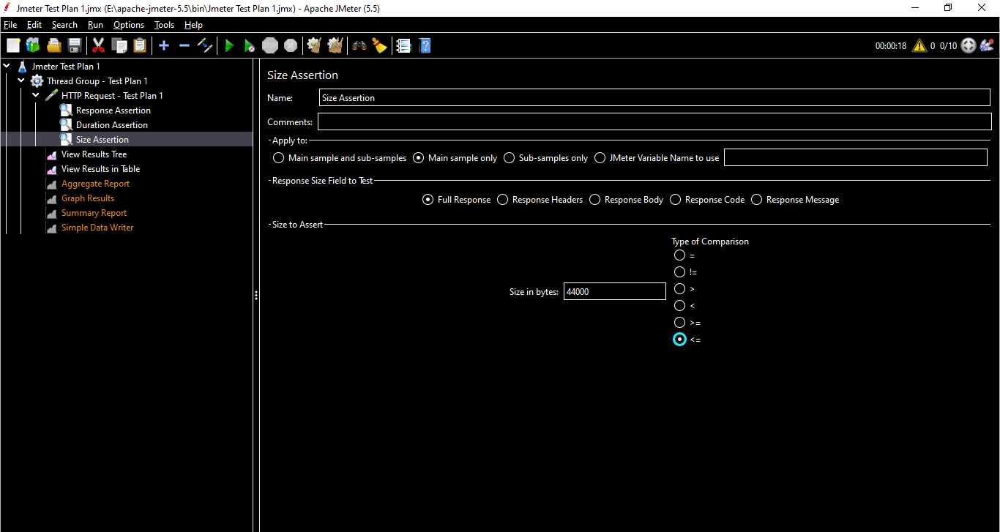 Jmeter Test Plan 1.jmx (E:\apache-jmeter-5.5\bin\Jmeter Test Plan 1.jmx) - Apache JMeter (5.5)
File Edit Search Run Options Tools Help
00:00:18 0 0/10
Jmeter Test Plan 1
Thread Group - Test Plan 1
HTTP Request - Test Plan 1
Response Assertion
Duration Assertion
Size Assertion
View Results Tree
View Results in Table
Aggregate Report
Graph Results
Summary Report
Simple Data Writer
Size Assertion
Name: Size Assertion
Comments:
Apply to:
Main sample and sub-samples Main sample only Sub-samples only JMeter Variable Name to use
Response Size Field to Test
Full Response Response Headers Response Body Response Code Response Message
Size to Assert
Type of Comparison
=
!=
>
Size in bytes: 44000
<
>=
<=